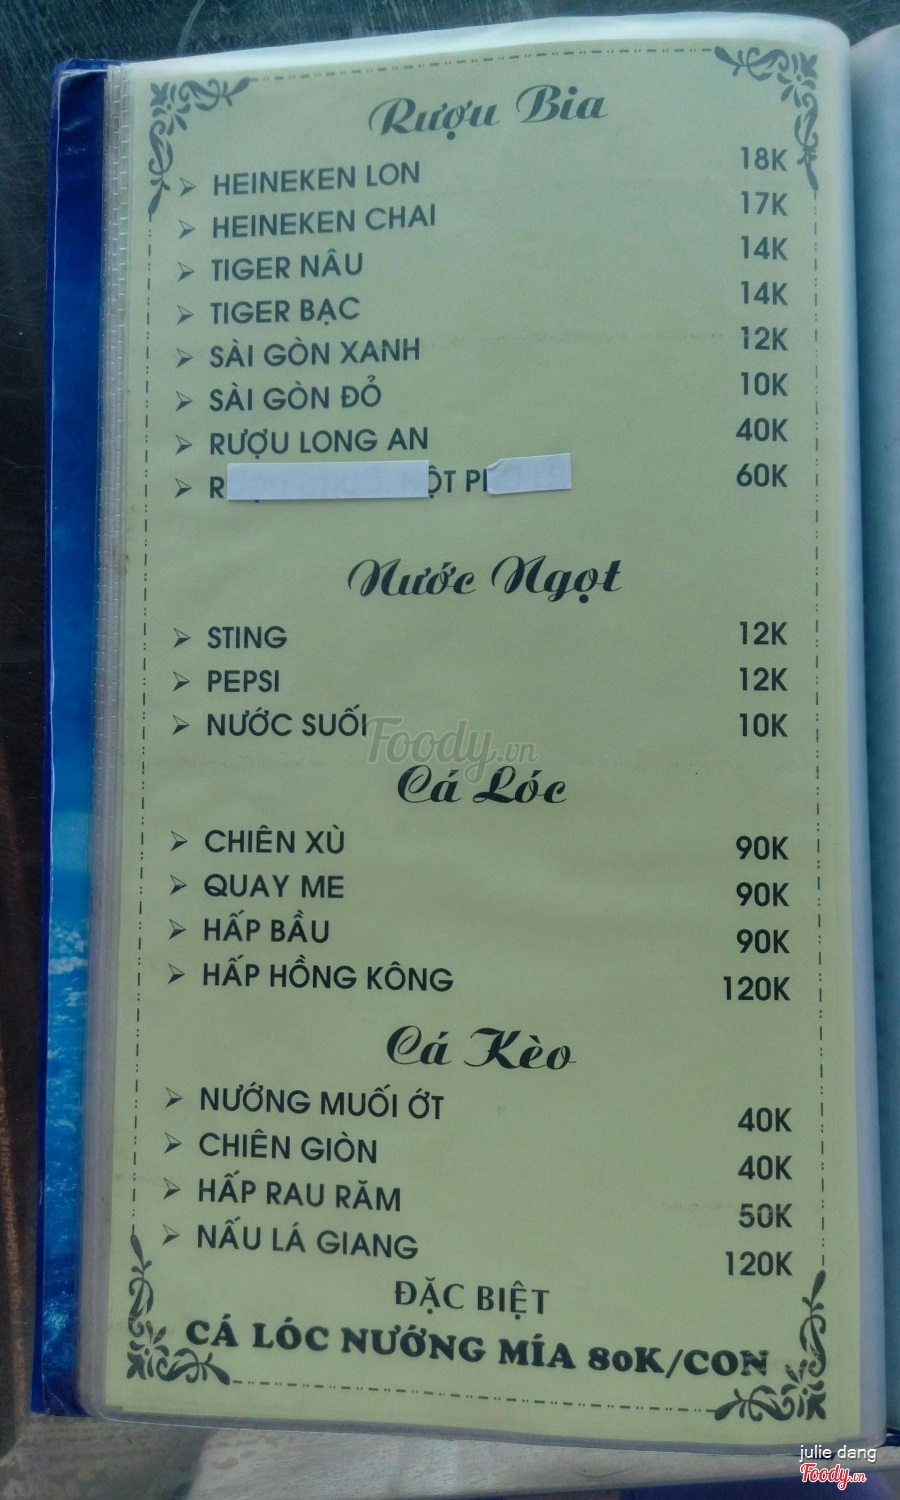 Rượu Bia
HEINEKEN LON 18K
HEINEKEN CHAI 17K
TIGER NÂU 14K
TIGER BẠC 14K
SÀI GÒN XANH 12K
SÀI GÒN ĐỎ 10K
RƯỢU LONG AN 40K
60K
Nước Ngọt
STING 12K
PEPSI 12K
NƯỚC SUỐI 10K
Foody.vn
Cá Lóc
CHIÊN XÙ 90K
QUAY ME 90K
HẤP BẦU 90K
HẤP HỒNG KÔNG 120K
Cá Kèo
NƯỚNG MUỐI ỚT 40K
CHIÊN GIÒN 40K
HẤP RAU RĂM 50K
NẤU LÁ GIANG 120K
ĐẶC BIỆT
CÁ LÓC NƯỚNG MÍA 80K/CON
julie dang
Foody.vn